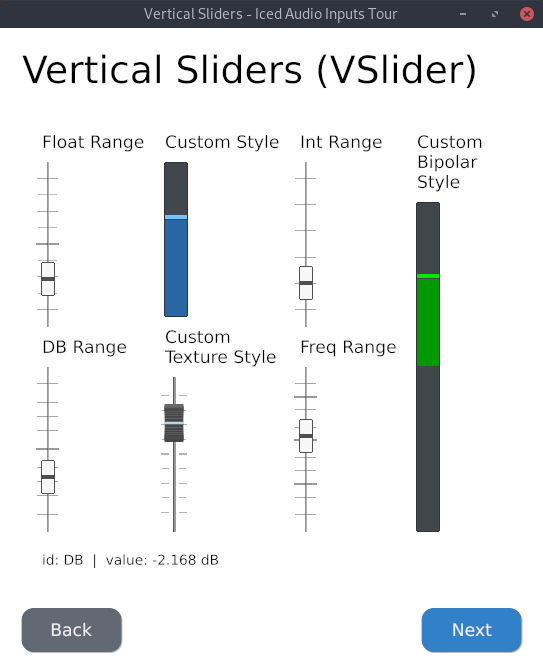 Vertical Sliders - Iced Audio Inputs Tour
Vertical Sliders (VSlider)
Float Range
Custom Style
Int Range
Custom
Bipolar
Style
DB Range
Custom
Texture Style
Freq Range
id: DB | value: -2.168 dB
Back
Next